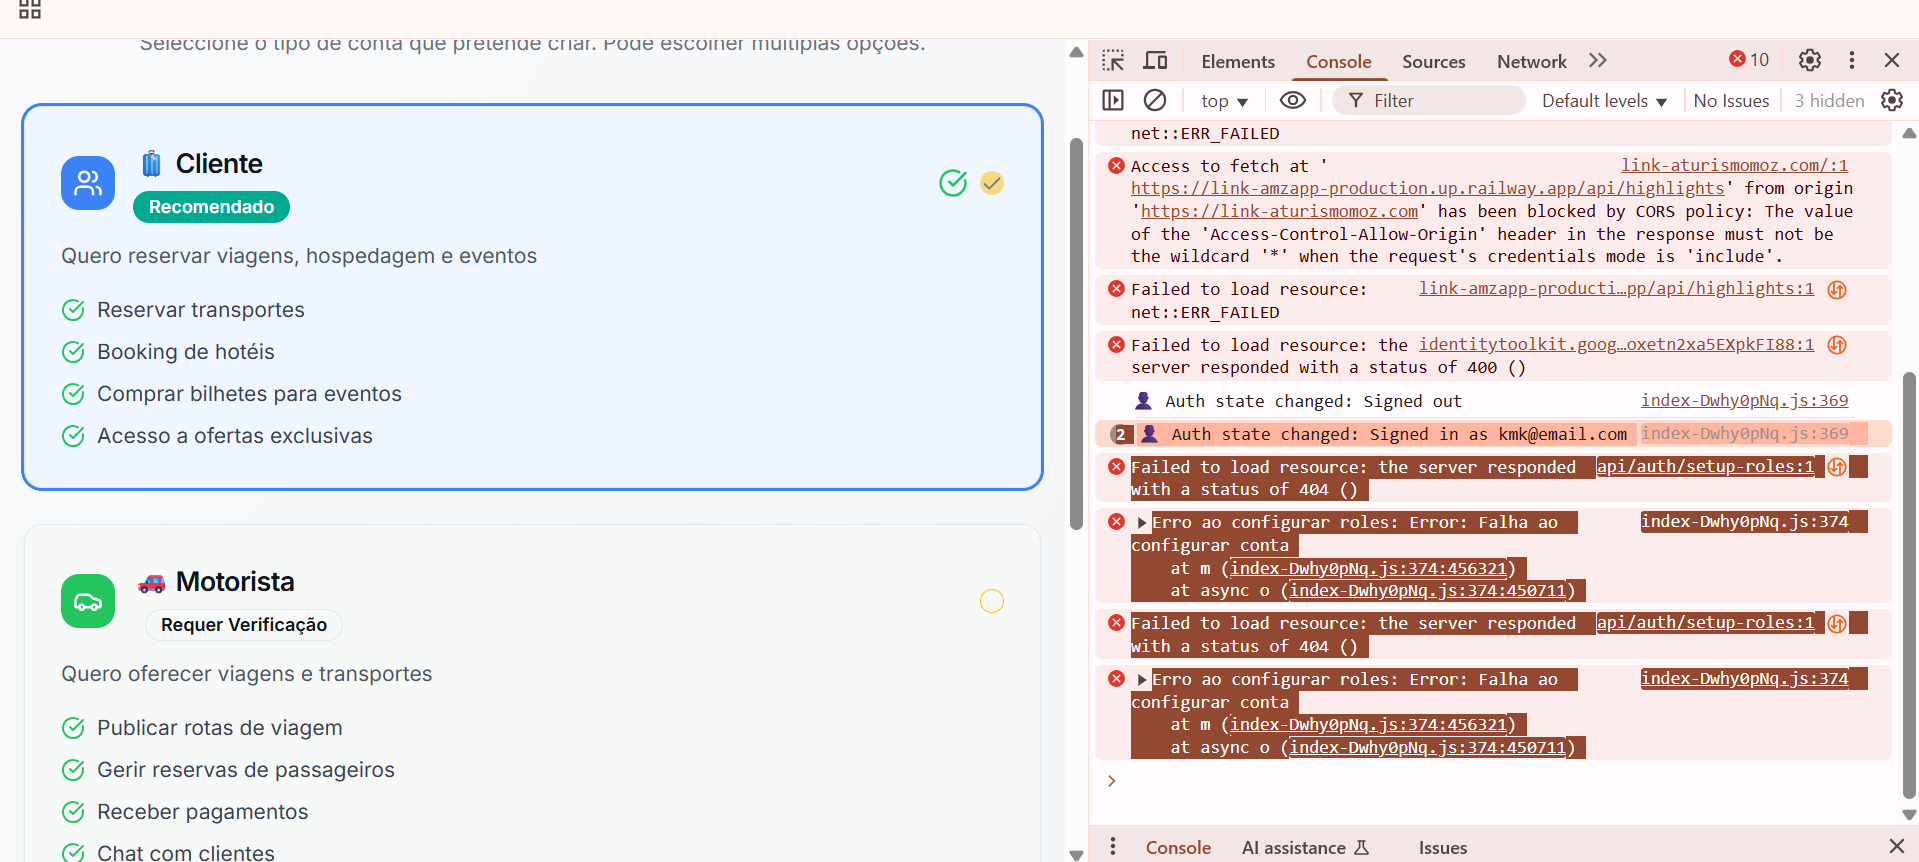 Seleccione o tipo de conta que pretende criar. Pode escolher múltiplas opções.
Cliente
Recomendado
Quero reservar viagens, hospedagem e eventos
Reservar transportes
Booking de hotéis
Comprar bilhetes para eventos
Acesso a ofertas exclusivas
Motorista
Requer Verificação
Quero oferecer viagens e transportes
Publicar rotas de viagem
Gerir reservas de passageiros
Receber pagamentos
Chat com clientes
Elements Console Sources Network 10
top Filter Default levels No Issues 3 hidden
net::ERR_FAILED
Access to fetch at ' link-aturismomoz.com/:1
https://link-amzapp-production.up.railway.app/api/highlights' from origin
'https://link-aturismomoz.com' has been blocked by CORS policy: The value
of the 'Access-Control-Allow-Origin' header in the response must not be
the wildcard '*' when the request's credentials mode is 'include'.
Failed to load resource: link-amzapp-producti…pp/api/highlights:1
net::ERR_FAILED
Failed to load resource: the identitytoolkit.goog…oxetn2xa5EXpkFI88:1
server responded with a status of 400 ()
Auth state changed: Signed out index-Dwhy0pNq.js:369
2 Auth state changed: Signed in as kmk@email.com index-Dwhy0pNq.js:369
Failed to load resource: the server responded api/auth/setup-roles:1
with a status of 404 ()
Erro ao configurar roles: Error: Falha ao index-Dwhy0pNq.js:374
configurar conta
at m (index-Dwhy0pNq.js:374:456321)
at async o (index-Dwhy0pNq.js:374:450711)
Failed to load resource: the server responded api/auth/setup-roles:1
with a status of 404 ()
Erro ao configurar roles: Error: Falha ao index-Dwhy0pNq.js:374
configurar conta
at m (index-Dwhy0pNq.js:374:456321)
at async o (index-Dwhy0pNq.js:374:450711)
Console AI assistance Issues